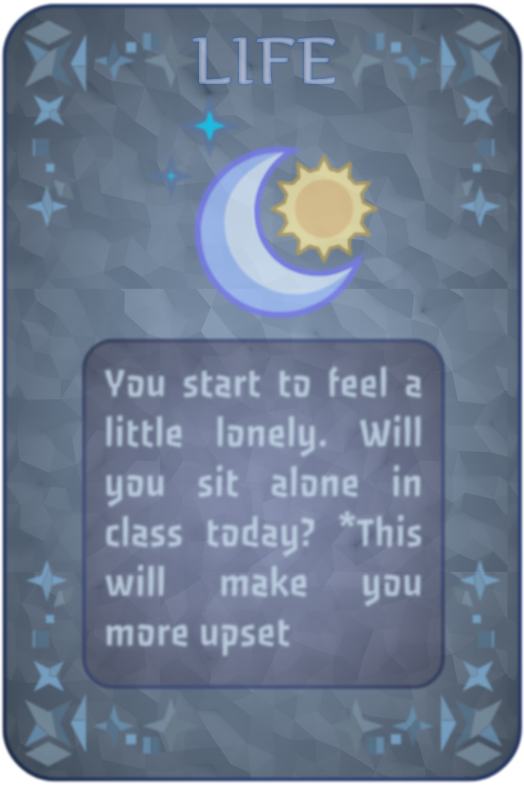 LIFE
You start to feel a
little lonely. Will
you sit alone in
class today? *This
will make you
more upset